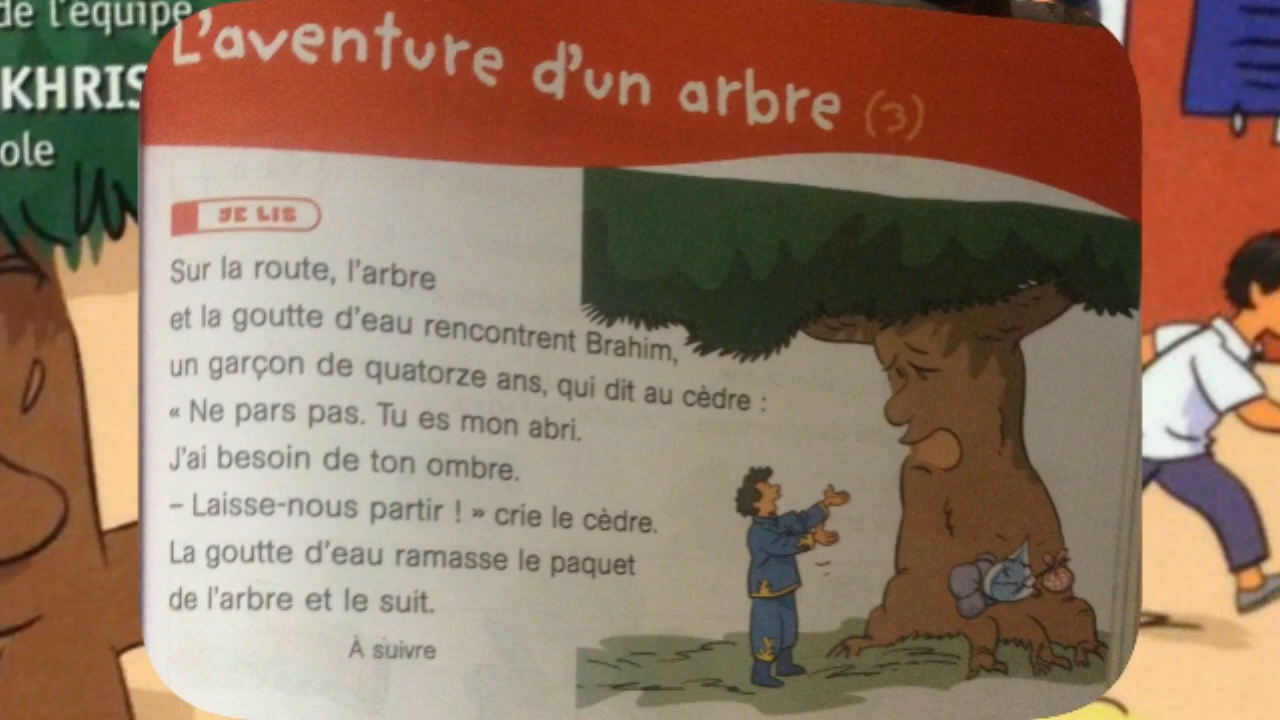 de l'équipe
KHRIS
ole
L'aventure d'un arbre (3)
JE LIS
Sur la route, l'arbre
et la goutte d'eau rencontrent Brahim,
un garçon de quatorze ans, qui dit au cèdre :
« Ne pars pas. Tu es mon abri.
J'ai besoin de ton ombre.
– Laisse-nous partir ! » crie le cèdre.
La goutte d'eau ramasse le paquet
de l'arbre et le suit.
À suivre